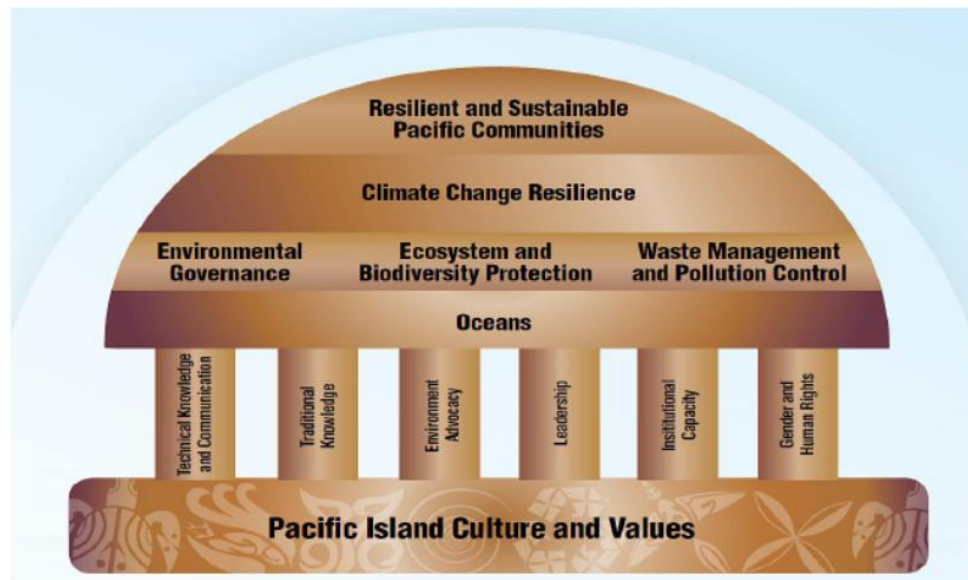 Resilient and Sustainable
Pacific Communities
Climate Change Resilience
Environmental
Governance
Ecosystem and
Biodiversity Protection
Waste Management
and Pollution Control
Oceans
Technical Knowledge
and Communication
Traditional
Knowledge
Environment
Advocacy
Leadership
Insititutional
Capacity
Gender and
Human Rights
Pacific Island Culture and Values